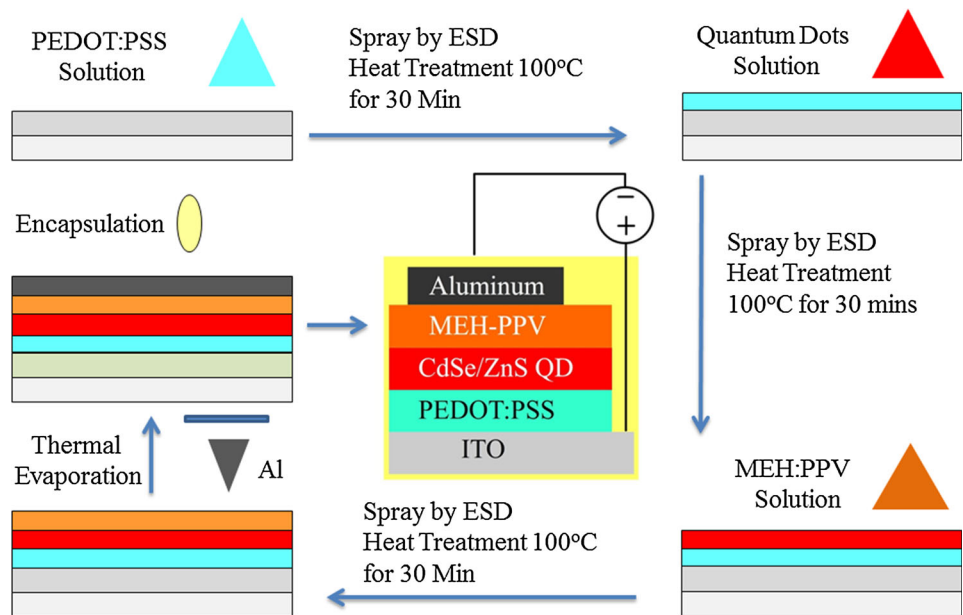 PEDOT:PSS
Solution
Spray by ESD
Heat Treatment 100°C
for 30 Min
Quantum Dots
Solution
Encapsulation
Aluminum
MEH-PPV
CdSe/ZnS QD
PEDOT:PSS
ITO
−
+
Spray by ESD
Heat Treatment
100°C for 30 mins
Thermal
Evaporation
Al
Spray by ESD
Heat Treatment 100°C
for 30 Min
MEH:PPV
Solution